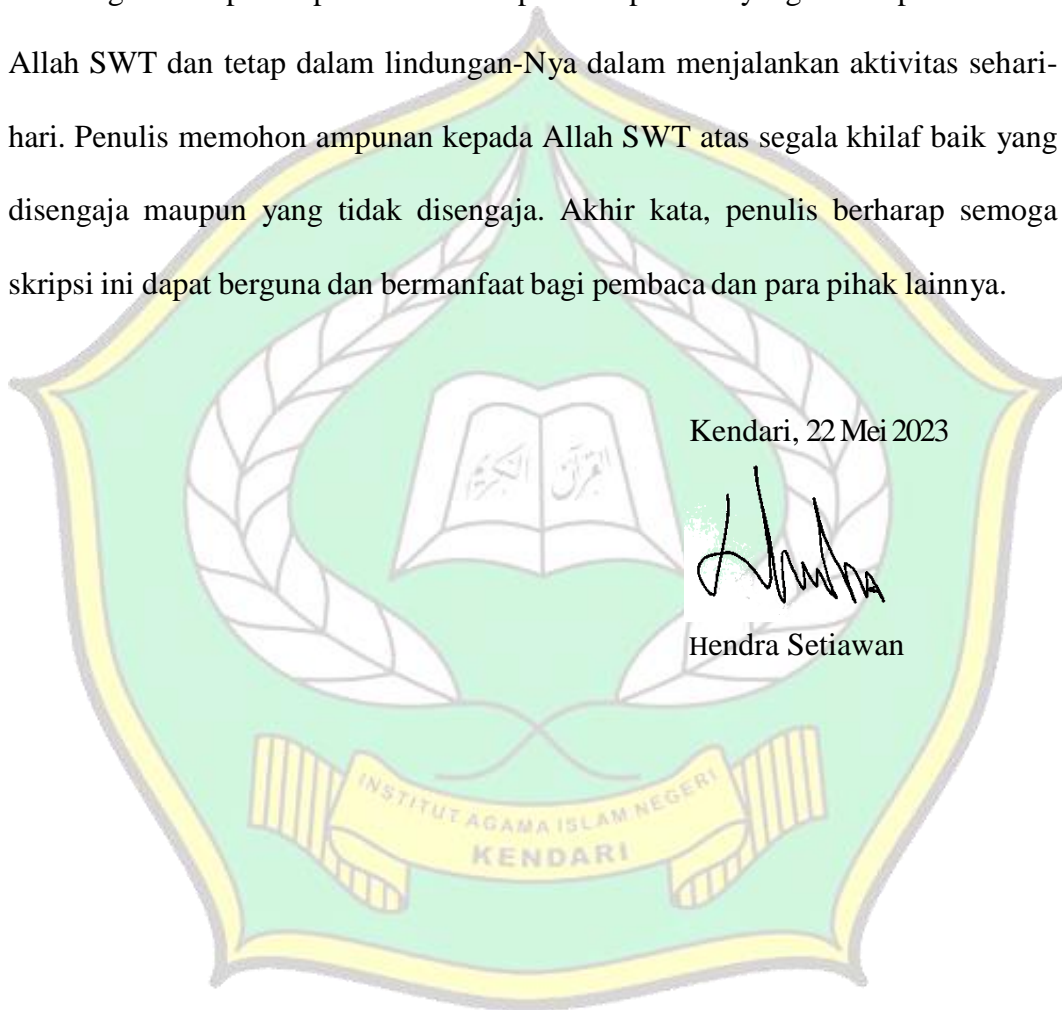 Allah SWT dan tetap dalam lindungan-Nya dalam menjalankan aktivitas sehari-
hari. Penulis memohon ampunan kepada Allah SWT atas segala khilaf baik yang
disengaja maupun yang tidak disengaja. Akhir kata, penulis berharap semoga
skripsi ini dapat berguna dan bermanfaat bagi pembaca dan para pihak lainnya.
Kendari, 22 Mei 2023
القرآن الكريم
Hendra Setiawan
INSTITUT AGAMA ISLAM NEGERI
KENDARI